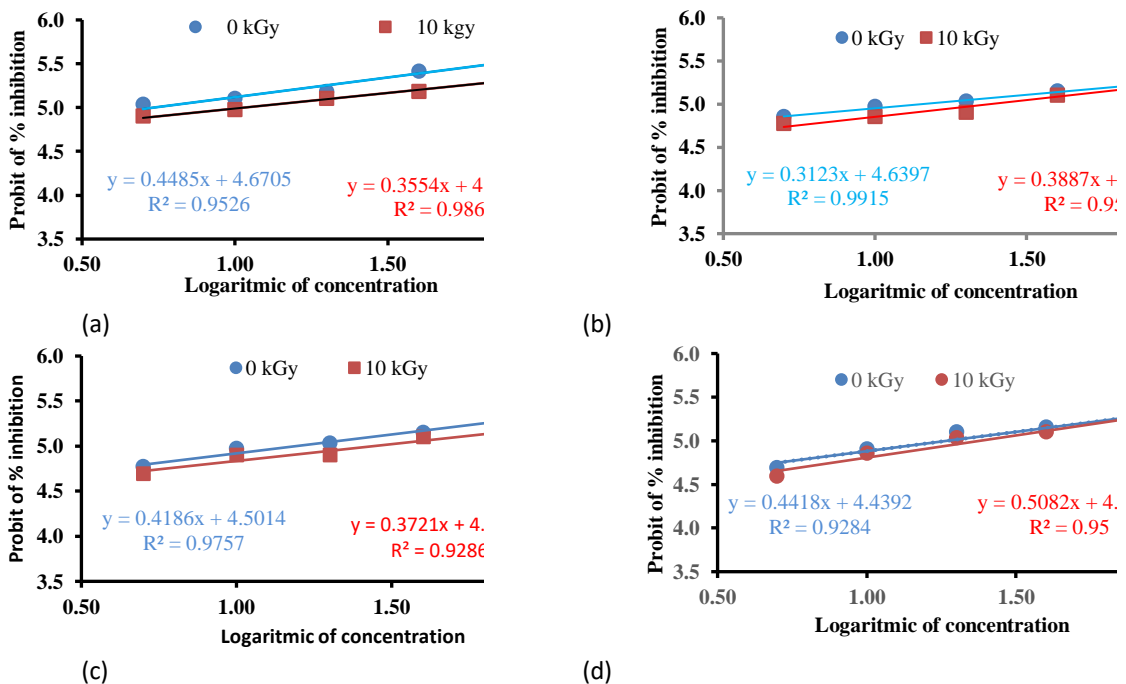 0 kGy 10 kgy
Probit of % inhibition
6.0
5.5
5.0
4.5
4.0
3.5
y = 0.4485x + 4.6705
R² = 0.9526
y = 0.3554x + 4
R² = 0.986
0.50 1.00 1.50
Logaritmic of concentration
(a)
0 kGy 10 kGy
Probit of % inhibition
6.0
5.5
5.0
4.5
4.0
3.5
y = 0.3123x + 4.6397
R² = 0.9915
y = 0.3887x +
R² = 0.9
0.50 1.00 1.50
Logaritmic of concentration
(b)
0 kGy 10 kGy
Probit of % inhibition
6.0
5.5
5.0
4.5
4.0
3.5
y = 0.4186x + 4.5014
R² = 0.9757
y = 0.3721x + 4.
R² = 0.9286
0.50 1.00 1.50
Logaritmic of concentration
(c)
0 kGy 10 kGy
Probit of % inhibition
6.0
5.5
5.0
4.5
4.0
3.5
y = 0.4418x + 4.4392
R² = 0.9284
y = 0.5082x + 4.
R² = 0.95
0.50 1.00 1.50
Logaritmic of concentration
(d)